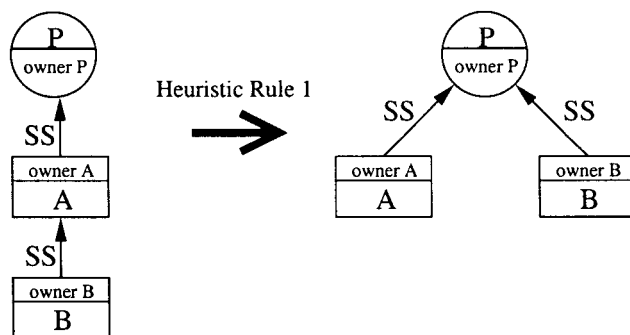 P
owner P
SS
owner A
A
SS
owner B
B
Heuristic Rule 1
P
owner P
SS
SS
owner A
A
owner B
B